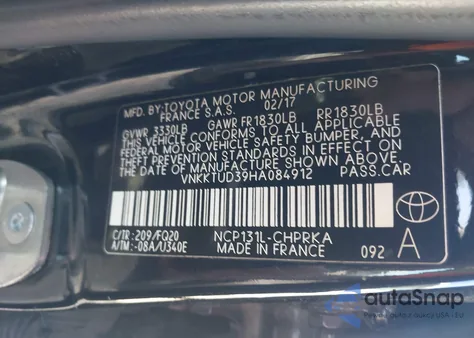 MFD. BY: TOYOTA MOTOR MANUFACTURING
FRANCE S.A.S. 02/17
GVWR 3330LB GAWR FR1830LB RR1830LB
THIS VEHICLE CONFORMS TO ALL APPLICABLE
FEDERAL MOTOR VEHICLE SAFETY, BUMPER, AND
THEFT PREVENTION STANDARDS IN EFFECT ON
THE DATE OF MANUFACTURE SHOWN ABOVE.
VNKKTUD39HA084912 PASS.CAR
C/TR: 209/FQ20 NCP131L-CHPRKA
A/TM: -08A/U340E MADE IN FRANCE 092 A
autoSnap